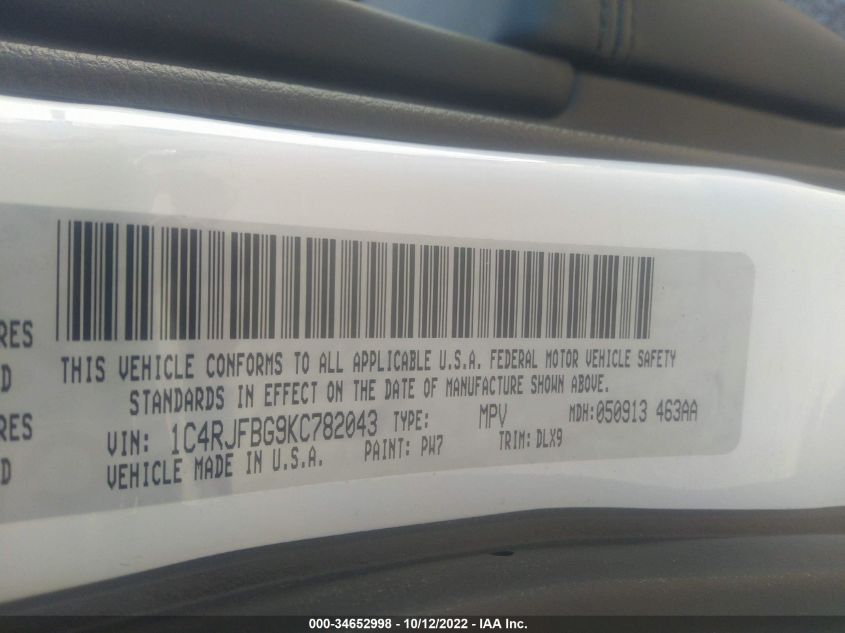 RES
D
RES
D
THIS VEHICLE CONFORMS TO ALL APPLICABLE U.S.A. FEDERAL MOTOR VEHICLE SAFETY
STANDARDS IN EFFECT ON THE DATE OF MANUFACTURE SHOWN ABOVE.
VIN: 1C4RJFBG9KC782043 TYPE: MPV MDH:050913 463AA
VEHICLE MADE IN U.S.A. PAINT: PW7 TRIM: DLX9
000-34652998 - 10/12/2022 - IAA Inc.